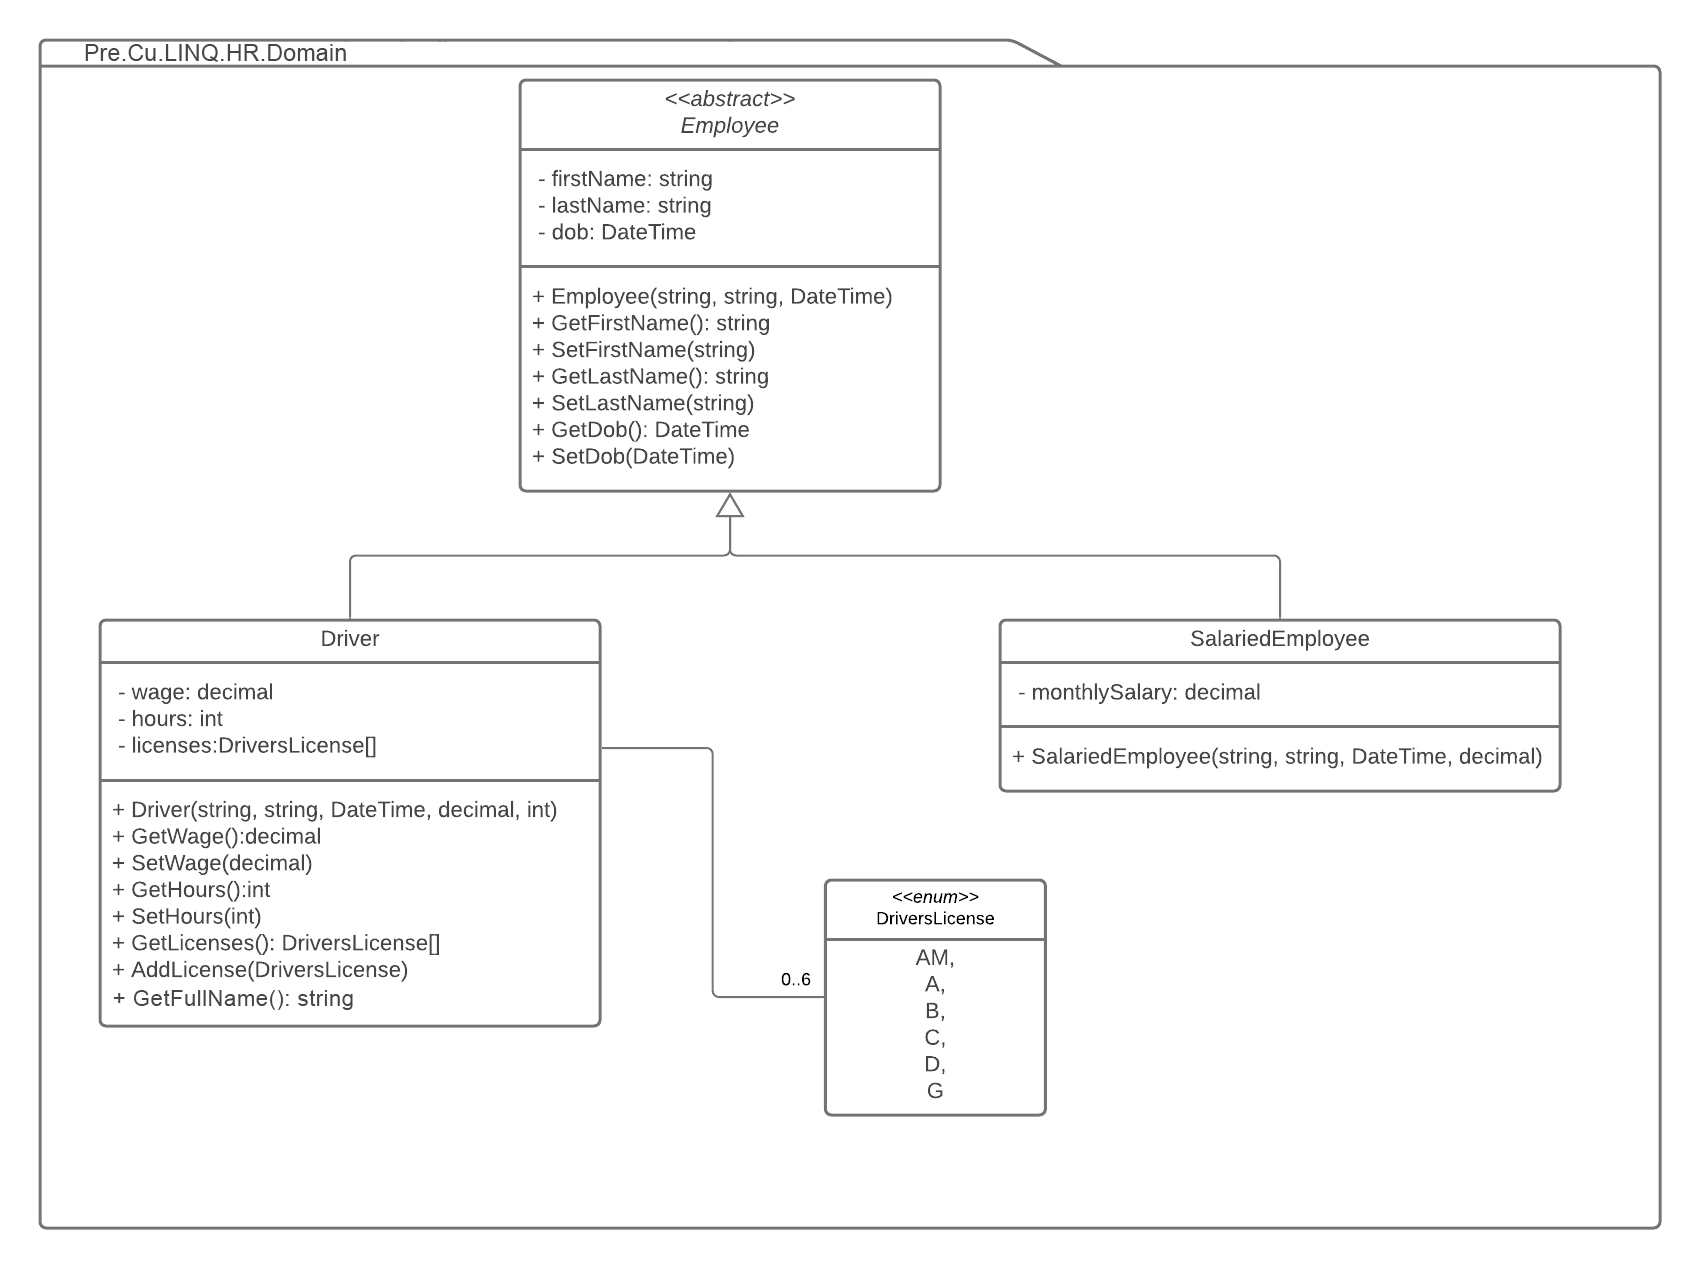 Pre.Cu.LINQ.HR.Domain
<<abstract>>
Employee
- firstName: string
- lastName: string
- dob: DateTime
+ Employee(string, string, DateTime)
+ GetFirstName(): string
+ SetFirstName(string)
+ GetLastName(): string
+ SetLastName(string)
+ GetDob(): DateTime
+ SetDob(DateTime)
Driver
- wage: decimal
- hours: int
- licenses:DriversLicense[]
+ Driver(string, string, DateTime, decimal, int)
+ GetWage():decimal
+ SetWage(decimal)
+ GetHours():int
+ SetHours(int)
+ GetLicenses(): DriversLicense[]
+ AddLicense(DriversLicense)
+ GetFullName(): string
SalariedEmployee
- monthlySalary: decimal
+ SalariedEmployee(string, string, DateTime, decimal)
0..6
<<enum>>
DriversLicense
AM,
A,
B,
C,
D,
G